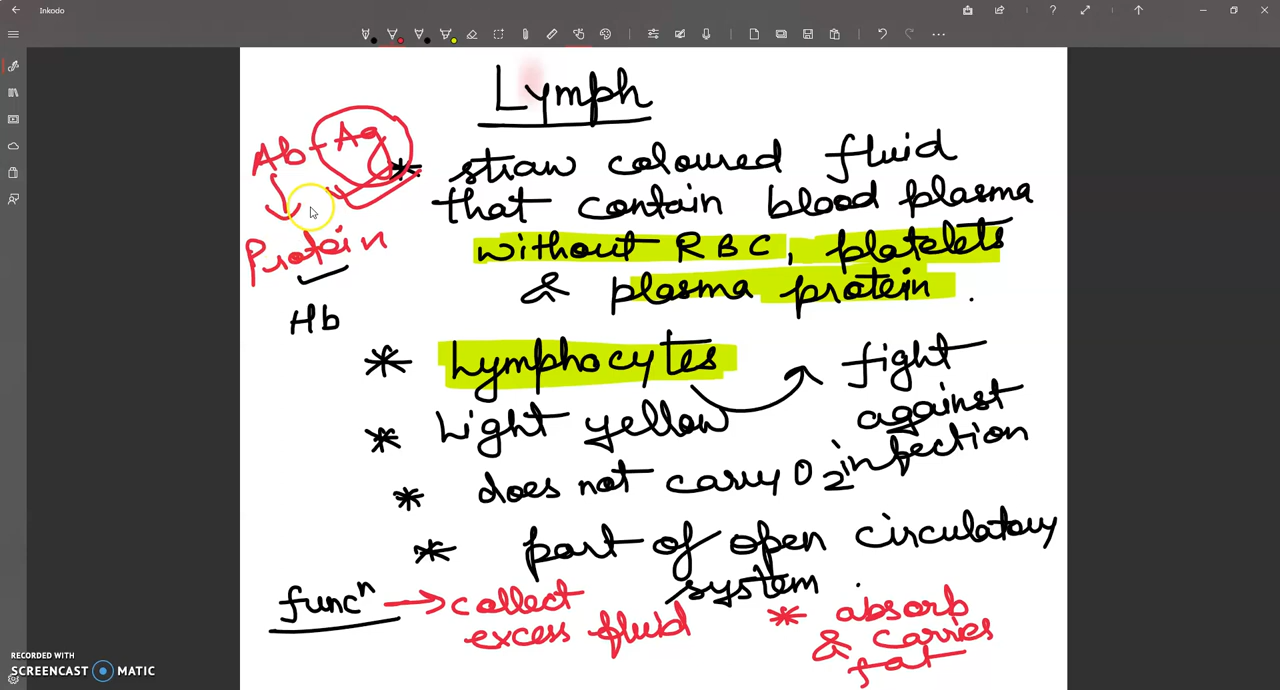 Inkodo
Lymph
Ab - Ag
Protein
Hb
* straw coloured fluid
that contain blood plasma
without RBC, platelets
& plasma protein.
* Lymphocytes
fight
against
infection
* Light yellow
* does not carry O2
* part of open circulatory
system.
funcn → collect
excess fluid
* absorb
& carries
fat
RECORDED WITH
SCREENCAST MATIC